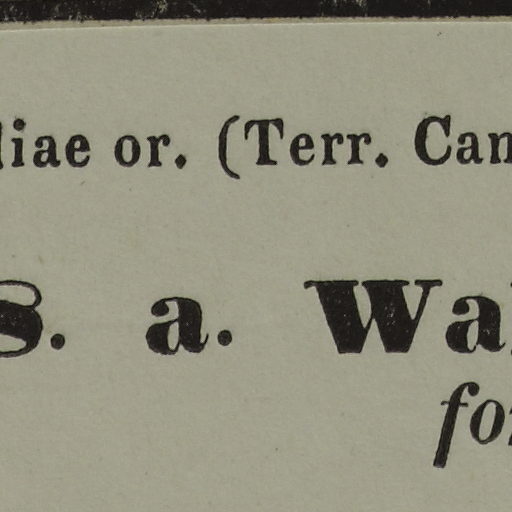 liae or. (Terr. Can
S. a. Wa
fo